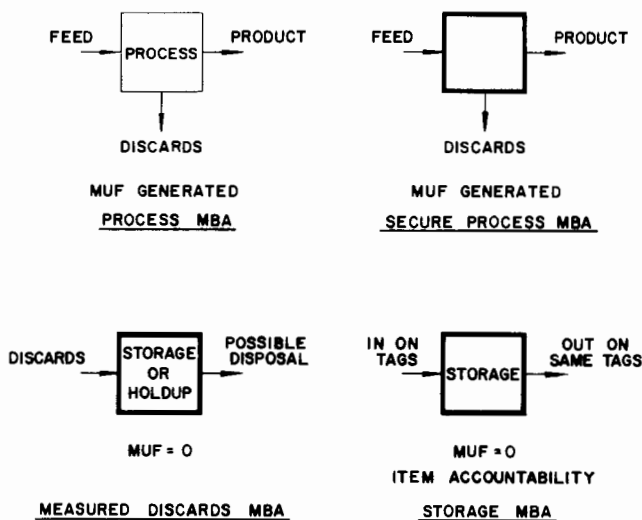 FEED
PROCESS
PRODUCT
DISCARDS
MUF GENERATED
PROCESS MBA
FEED
PRODUCT
DISCARDS
MUF GENERATED
SECURE PROCESS MBA
DISCARDS
STORAGE
OR
HOLDUP
POSSIBLE
DISPOSAL
MUF = 0
MEASURED DISCARDS MBA
IN ON
TAGS
STORAGE
OUT ON
SAME TAGS
MUF = 0
ITEM ACCOUNTABILITY
STORAGE MBA